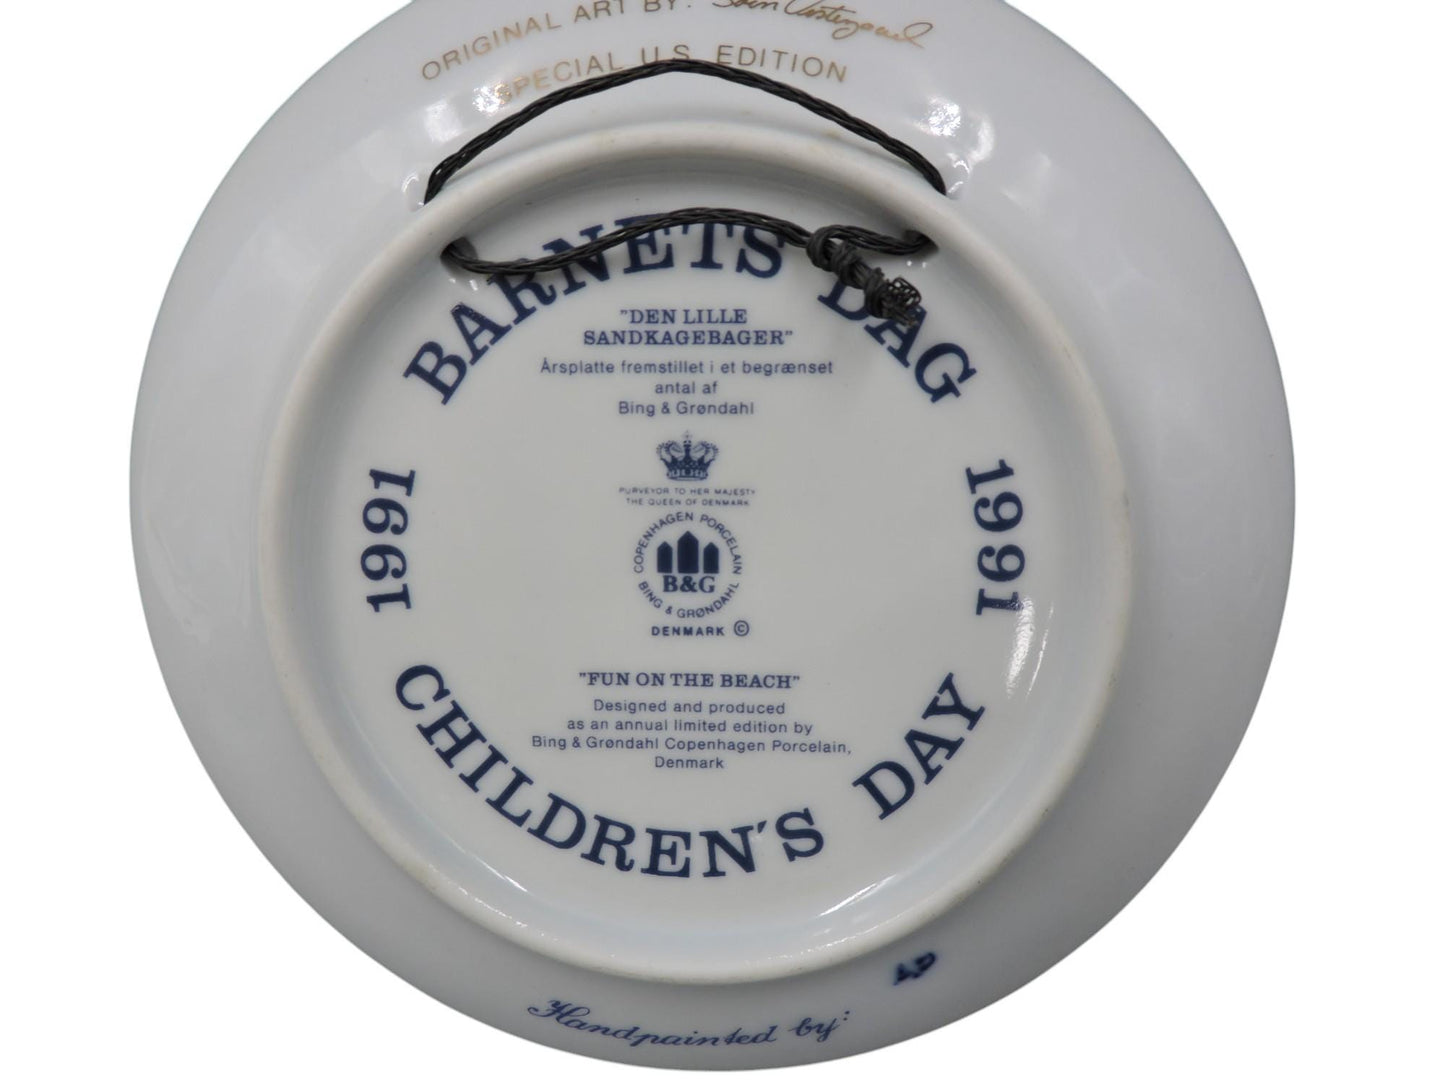 ORIGINAL ART BY:
SPECIAL U.S. EDITION
BARNETS DAG
"DEN LILLE
SANDKAGEBAGER"
Årsplatte fremstillet i et begrænset
antal af
Bing & Grøndahl
PURVEYOR TO HER MAJESTY
THE QUEEN OF DENMARK
COPENHAGEN PORCELAIN
B&G
BING & GRØNDAHL
DENMARK ©
1991
1991
"FUN ON THE BEACH"
Designed and produced
as an annual limited edition by
Bing & Grøndahl Copenhagen Porcelain,
Denmark
CHILDREN'S DAY
Handpainted by:
AP